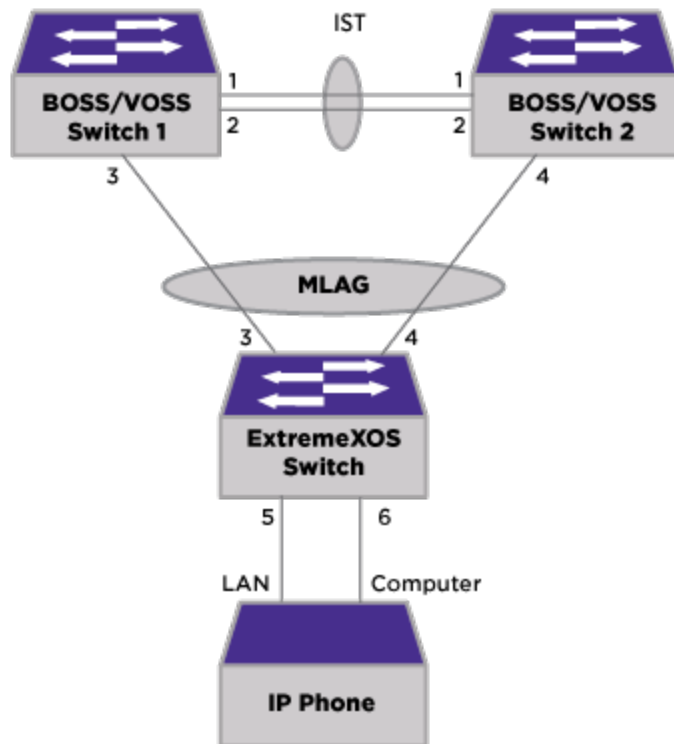 IST
1
1
BOSS/VOSS
Switch 1
BOSS/VOSS
Switch 2
2
2
3
4
MLAG
3
4
ExtremeXOS
Switch
5
6
LAN
Computer
IP Phone